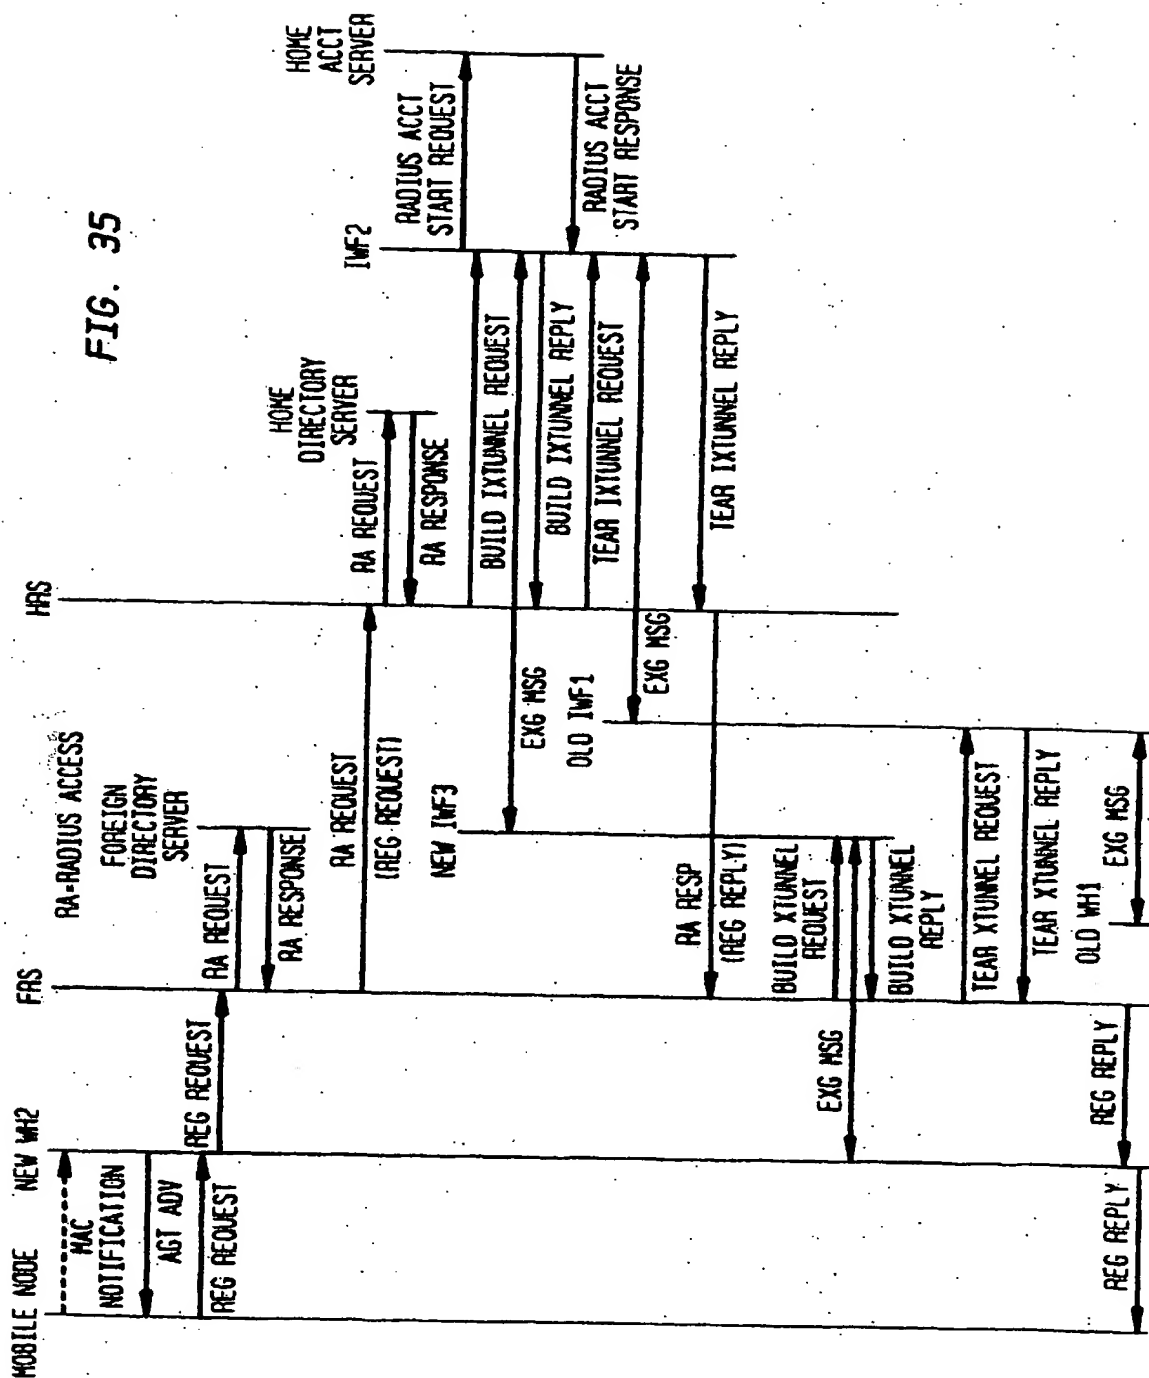 FIG. 35
RA=RADIUS ACCESS
MOBILE NODE
NEW WH2
FRS
FOREIGN
DIRECTORY
SERVER
HRS
HOME
DIRECTORY
SERVER
IWF2
HOME
ACCT
SERVER
MAC
NOTIFICATION
AGT ADV
REG REQUEST
REG REQUEST
RA REQUEST
RA RESPONSE
RA REQUEST
(REG REQUEST)
RA REQUEST
RA RESPONSE
RADIUS ACCT
START REQUEST
BUILD IXTUNNEL REQUEST
NEW IWF3
EXG MSG
BUILD IXTUNNEL REPLY
RADIUS ACCT
START RESPONSE
TEAR IXTUNNEL REQUEST
OLD IWF1
EXG MSG
TEAR IXTUNNEL REPLY
RA RESP
(REG REPLY)
BUILD XTUNNEL
REQUEST
EXG MSG
BUILD XTUNNEL
REPLY
TEAR XTUNNEL REQUEST
TEAR XTUNNEL REPLY
OLD WH1
EXG MSG
REG REPLY
REG REPLY